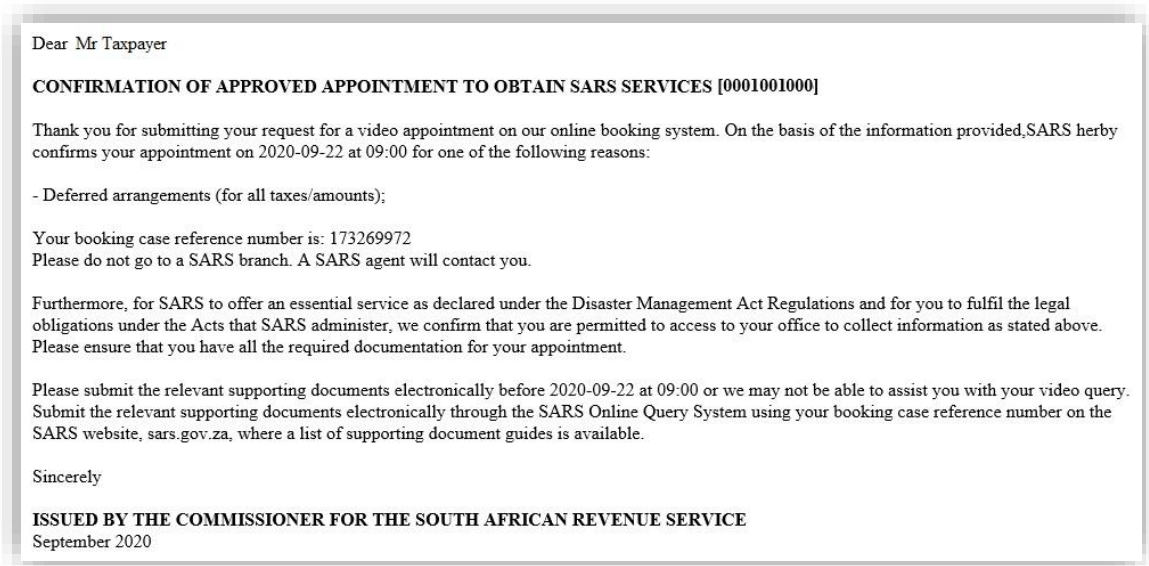 Dear Mr Taxpayer
CONFIRMATION OF APPROVED APPOINTMENT TO OBTAIN SARS SERVICES [0001001000]
Thank you for submitting your request for a video appointment on our online booking system. On the basis of the information provided,SARS herby
confirms your appointment on 2020-09-22 at 09:00 for one of the following reasons:
- Deferred arrangements (for all taxes/amounts);
Your booking case reference number is: 173269972
Please do not go to a SARS branch. A SARS agent will contact you.
Furthermore, for SARS to offer an essential service as declared under the Disaster Management Act Regulations and for you to fulfil the legal
obligations under the Acts that SARS administer, we confirm that you are permitted to access to your office to collect information as stated above.
Please ensure that you have all the required documentation for your appointment.
Please submit the relevant supporting documents electronically before 2020-09-22 at 09:00 or we may not be able to assist you with your video query.
Submit the relevant supporting documents electronically through the SARS Online Query System using your booking case reference number on the
SARS website, sars.gov.za, where a list of supporting document guides is available.
Sincerely
ISSUED BY THE COMMISSIONER FOR THE SOUTH AFRICAN REVENUE SERVICE
September 2020